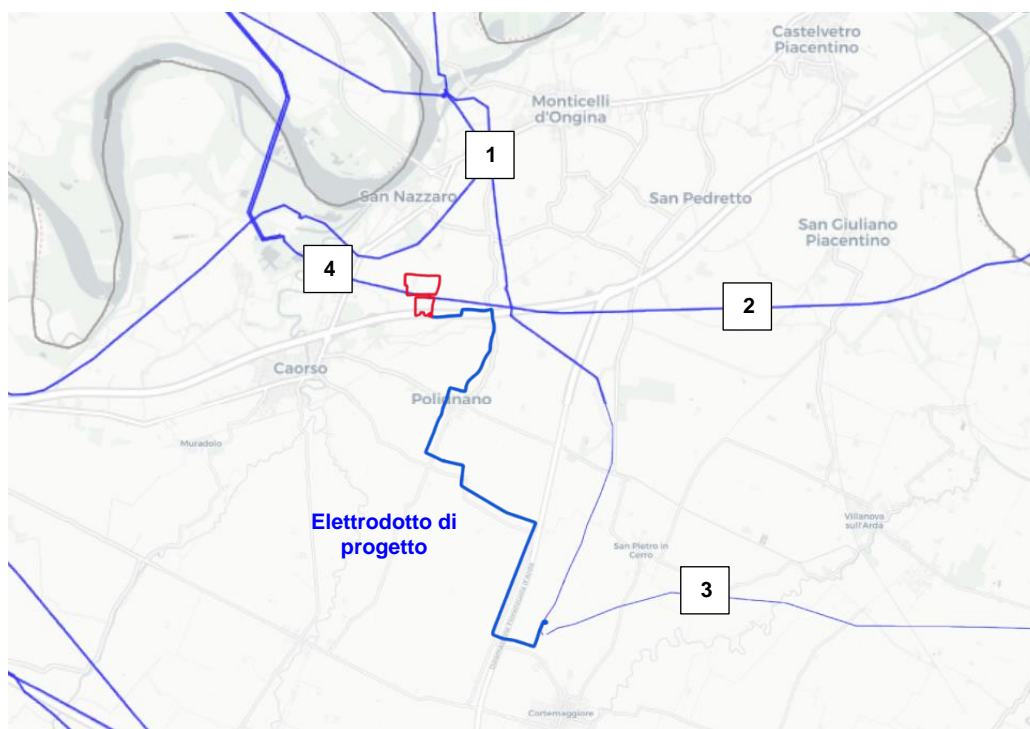 Castelvetro
Piacentino
Monticelli
d'Ongina
1
San Nazzaro
San Pedretto
San Giuliano
Piacentino
4
2
Caorso
Polignano
Muradolo
Elettrodotto di
progetto
Villanova
sull'Arda
San Pietro in
Cerro
3
Cortemaggiore